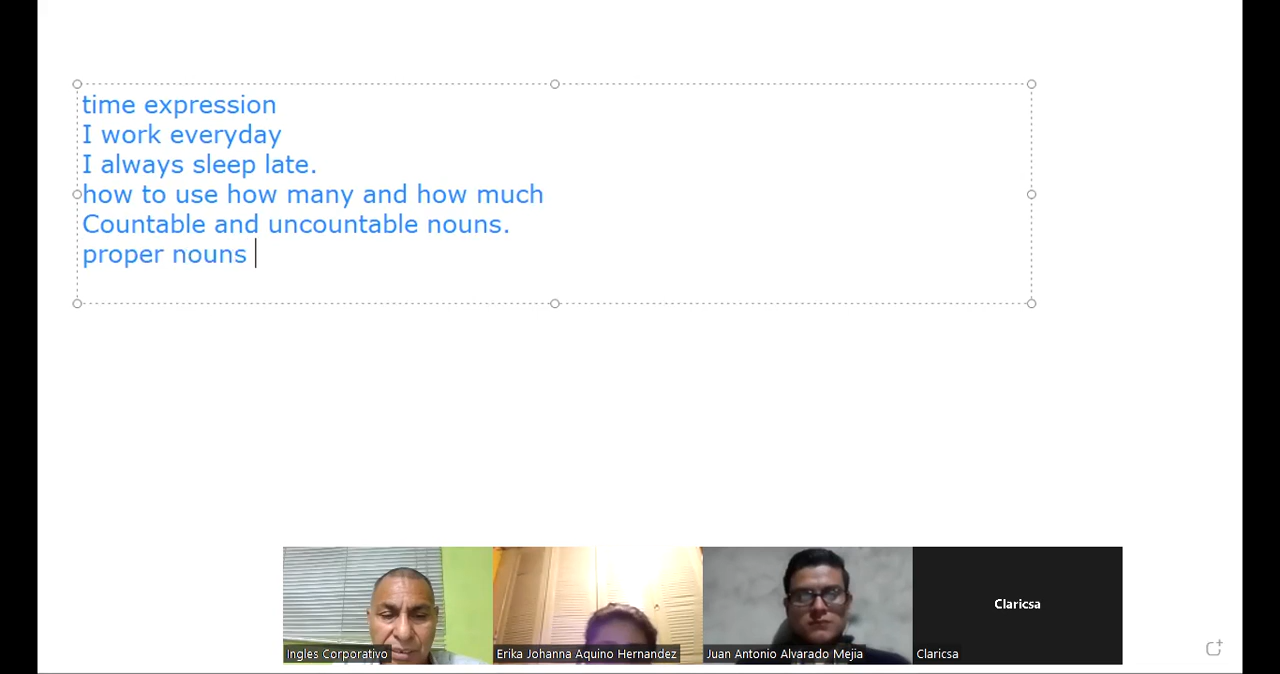 time expression
I work everyday
I always sleep late.
how to use how many and how much
Countable and uncountable nouns.
proper nouns
Claricsa
Ingles Corporativo
Erika Johanna Aquino Hernandez
Juan Antonio Alvarado Mejia
Claricsa